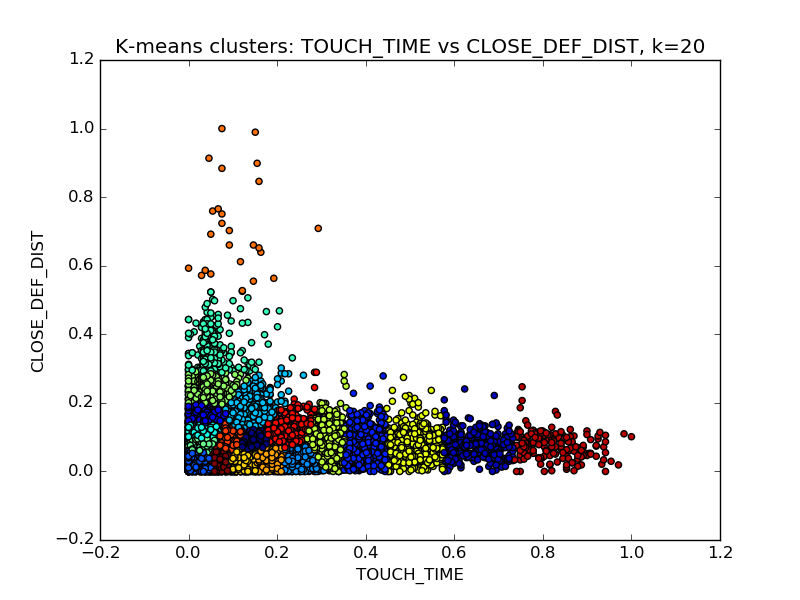 K-means clusters: TOUCH_TIME vs CLOSE_DEF_DIST, k=20
1.2
1.0
0.8
0.6
0.4
0.2
0.0
−0.2
CLOSE_DEF_DIST
−0.2 0.0 0.2 0.4 0.6 0.8 1.0 1.2
TOUCH_TIME